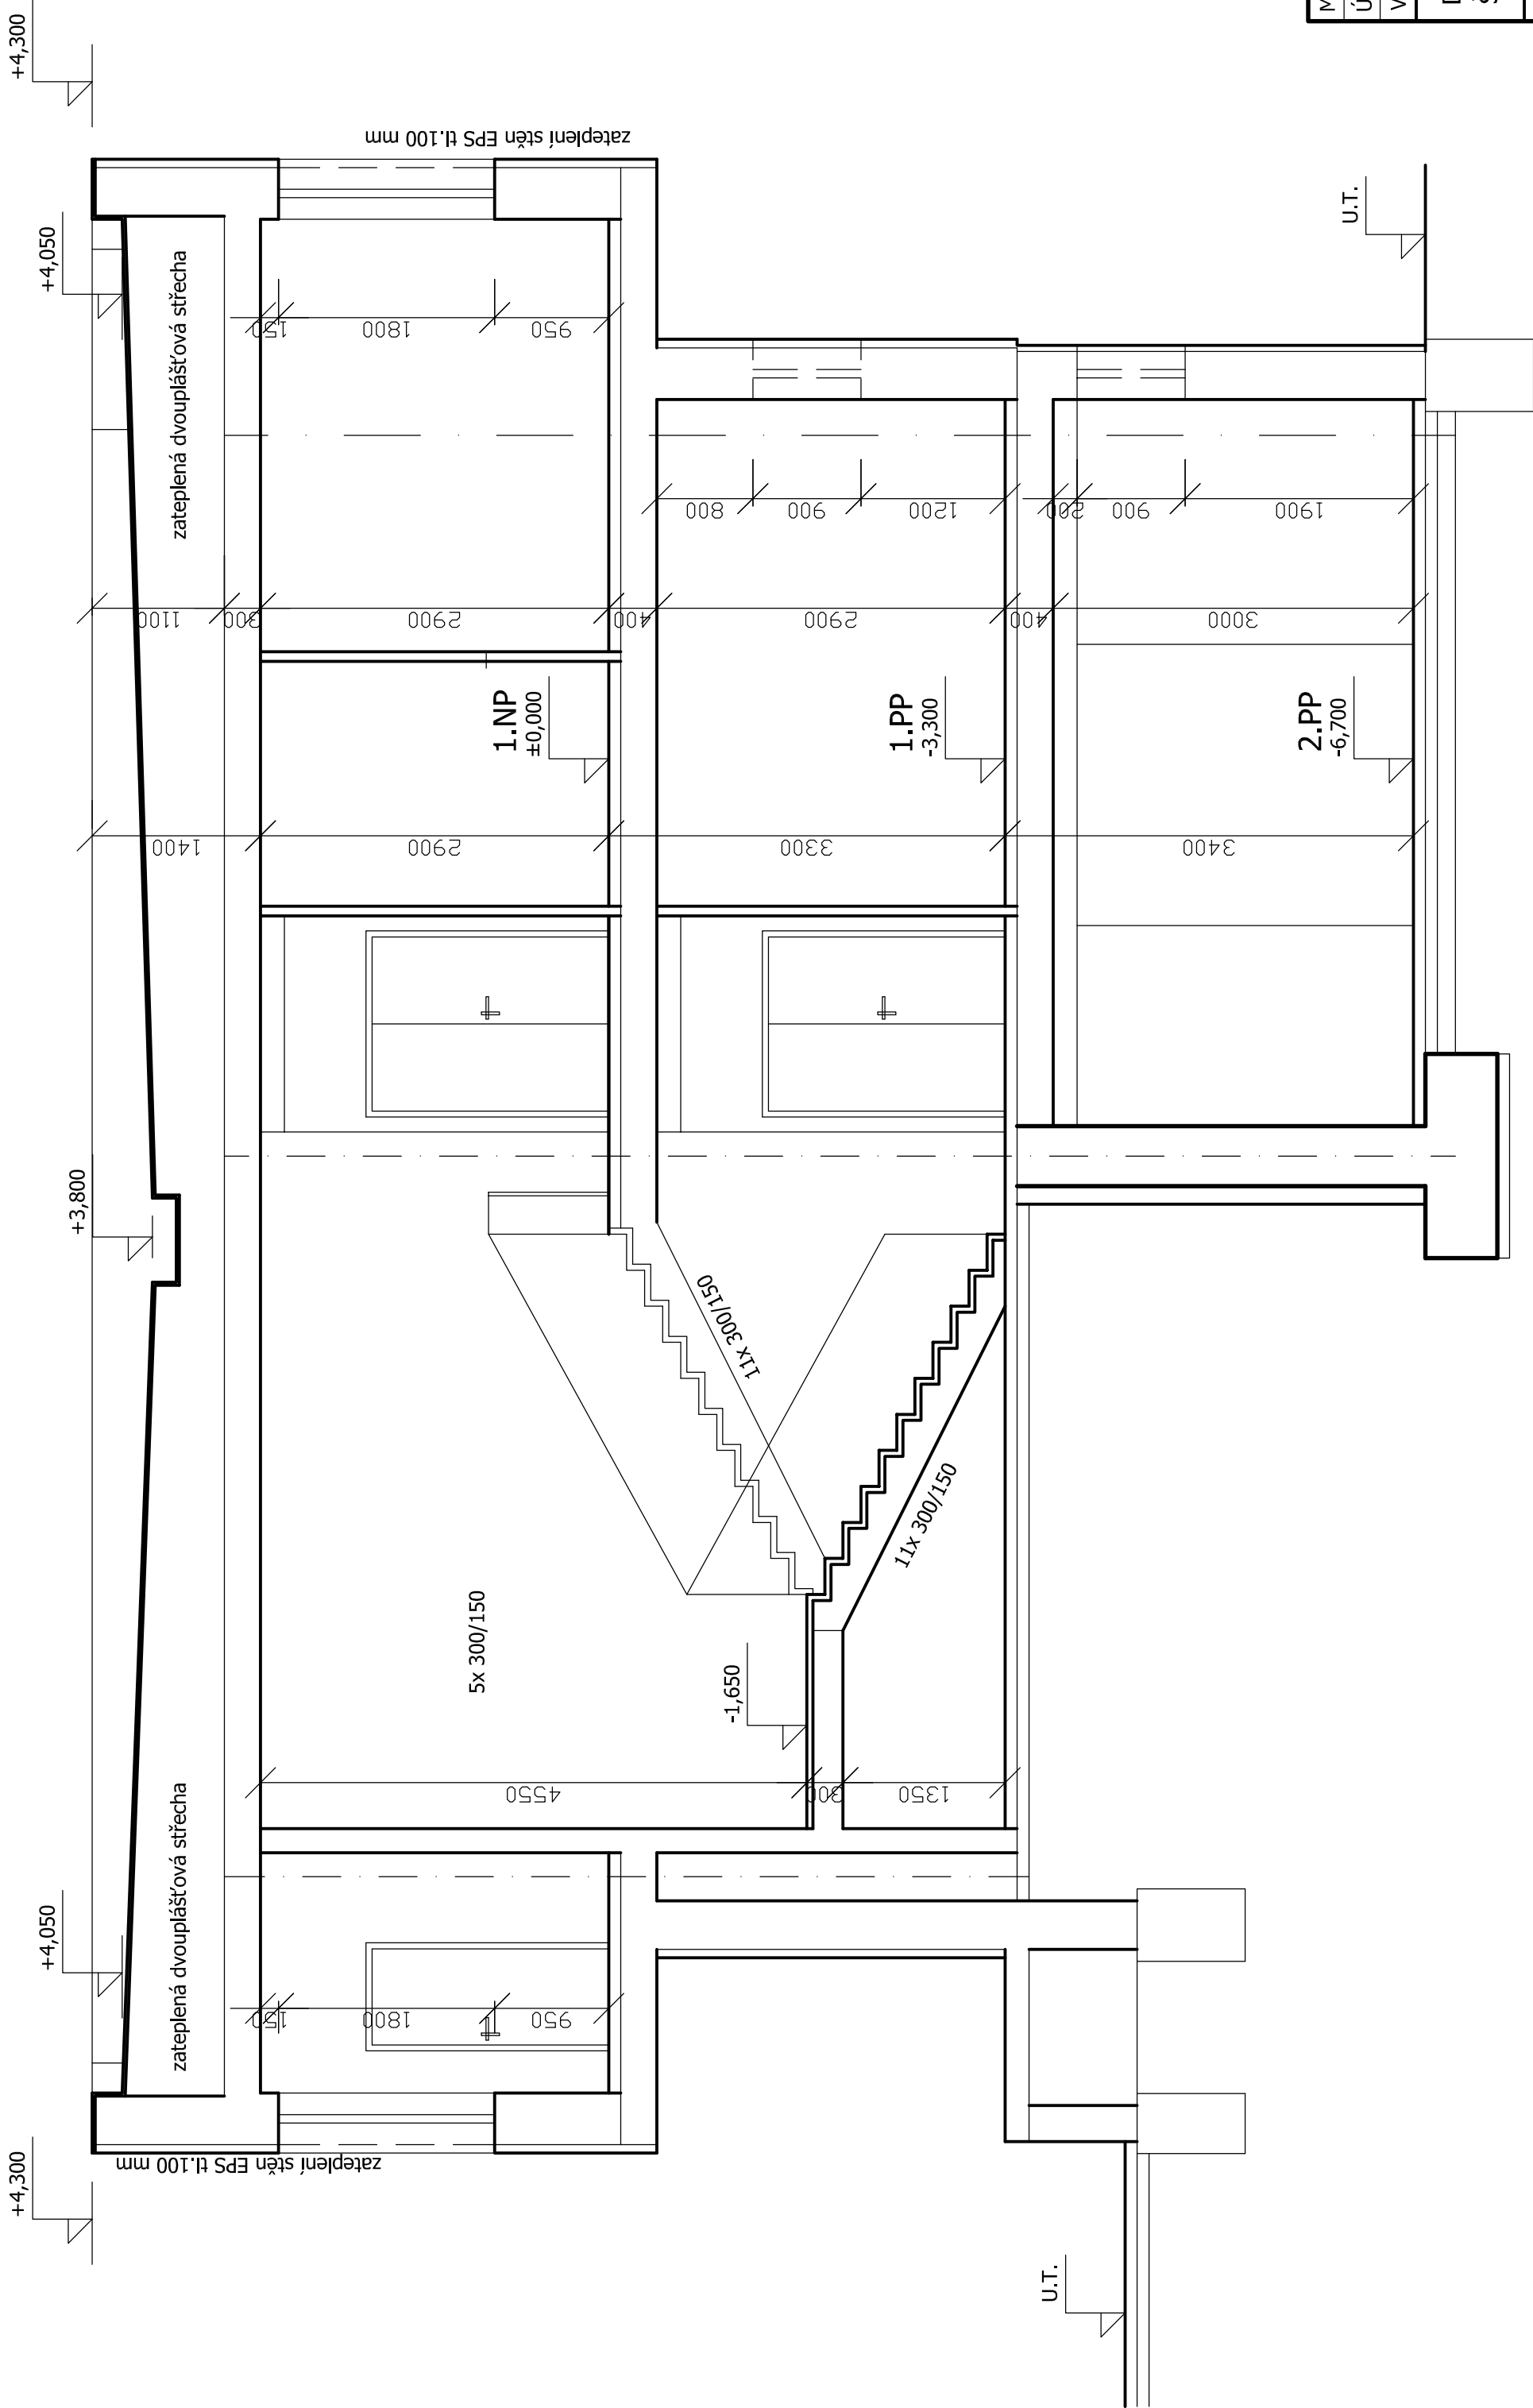 +4,300
+4,050
+3,800
+4,050
+4,300
zateplená dvouplášťová střecha
zateplená dvouplášťová střecha
zateplení stěn EPS tl.100 mm
zateplení stěn EPS tl.100 mm
150
1800
950
1100
300
2900
400
2900
400
3000
1400
2900
3300
3400
800
900
1200
200
900
1900
1.NP
±0,000
1.PP
-3,300
2.PP
-6,700
5x 300/150
11x 300/150
11x 300/150
-1,650
4550
300
1350
150
1800
950
U.T.
U.T.
M
Ú
V